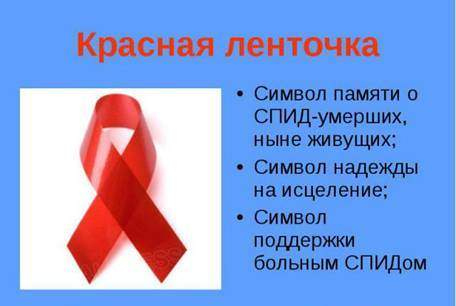 Красная ленточка
• Символ памяти о
СПИД-умерших,
ныне живущих;
• Символ надежды
на исцеление;
• Символ
поддержки
больным СПИДом